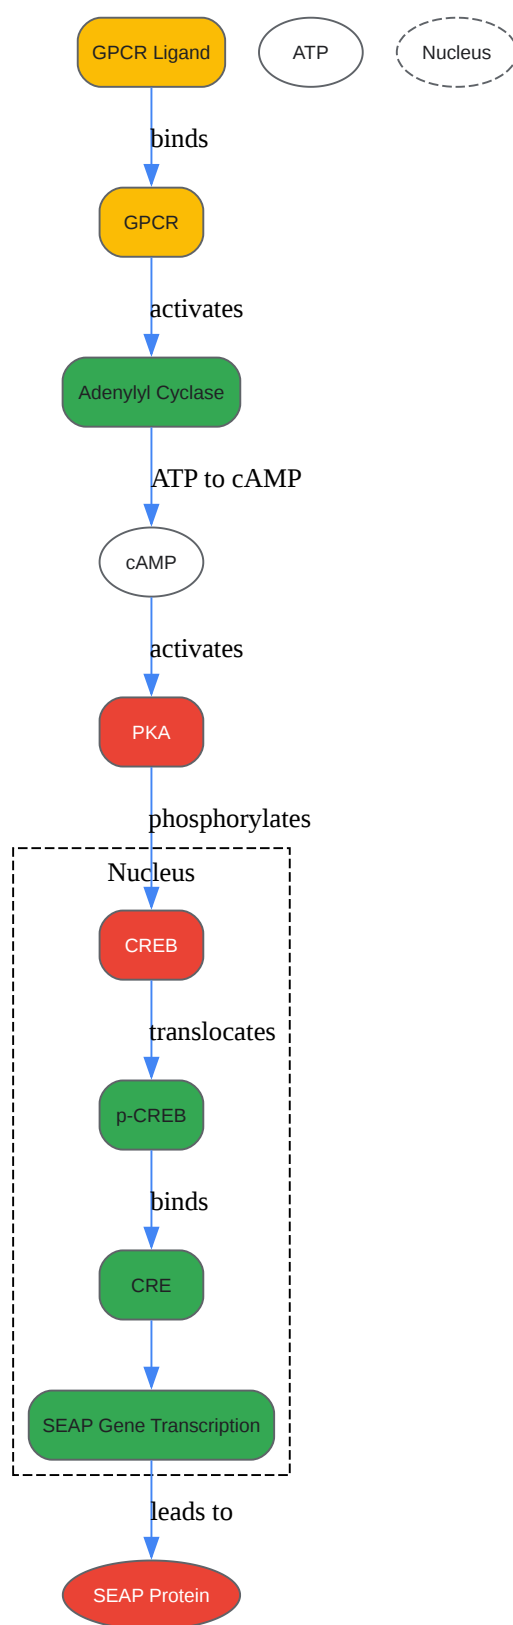 GPCR Ligand
ATP
Nucleus
binds
GPCR
activates
Adenylyl Cyclase
ATP to cAMP
cAMP
activates
PKA
phosphorylates
Nucleus
CREB
translocates
p-CREB
binds
CRE
SEAP Gene Transcription
leads to
SEAP Protein